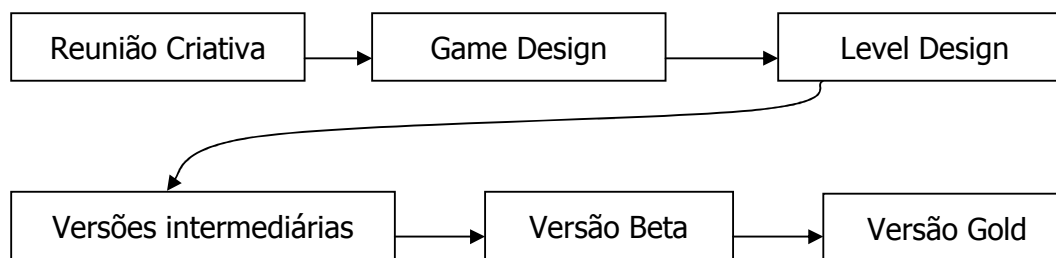 Reunião Criativa
Game Design
Level Design
Versões intermediárias
Versão Beta
Versão Gold